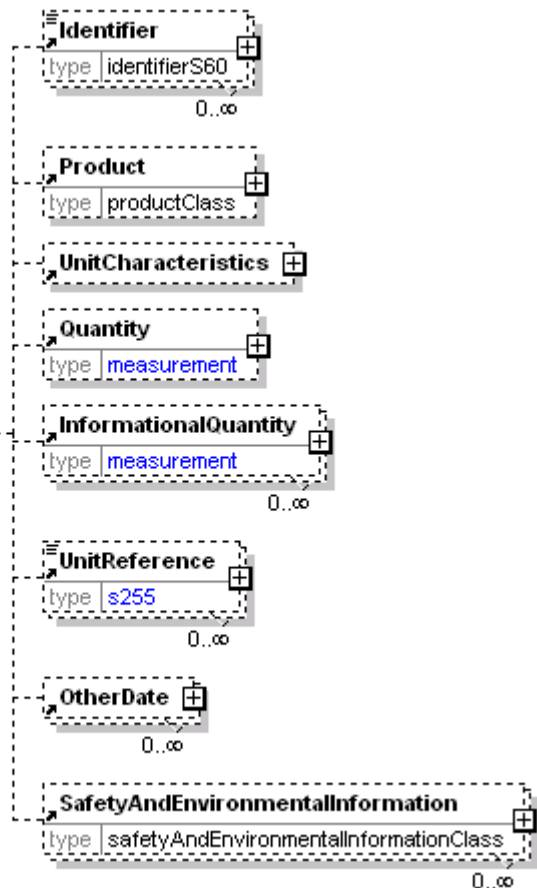 Identifier
type identifierS60
0..∞
Product
type productClass
UnitCharacteristics
Quantity
type measurement
InformationalQuantity
type measurement
0..∞
UnitReference
type s255
0..∞
OtherDate
0..∞
SafetyAndEnvironmentalInformation
type safetyAndEnvironmentalInformationClass
0..∞